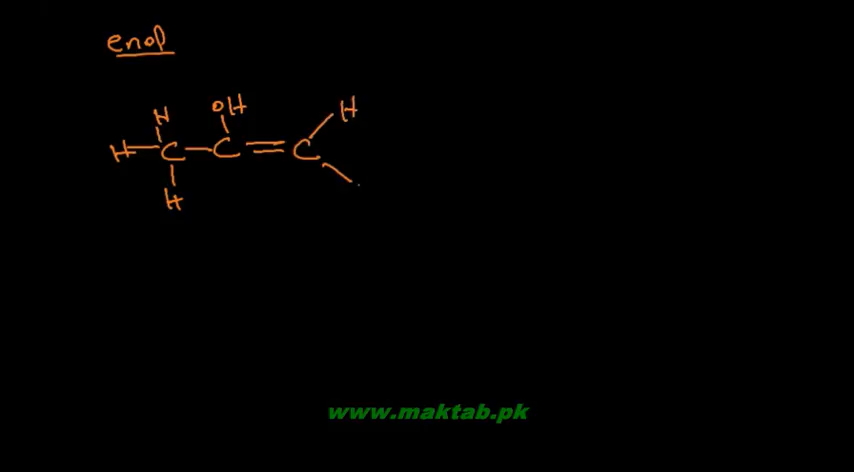 enol
H OH H
H C C C
H
www.maktab.pk